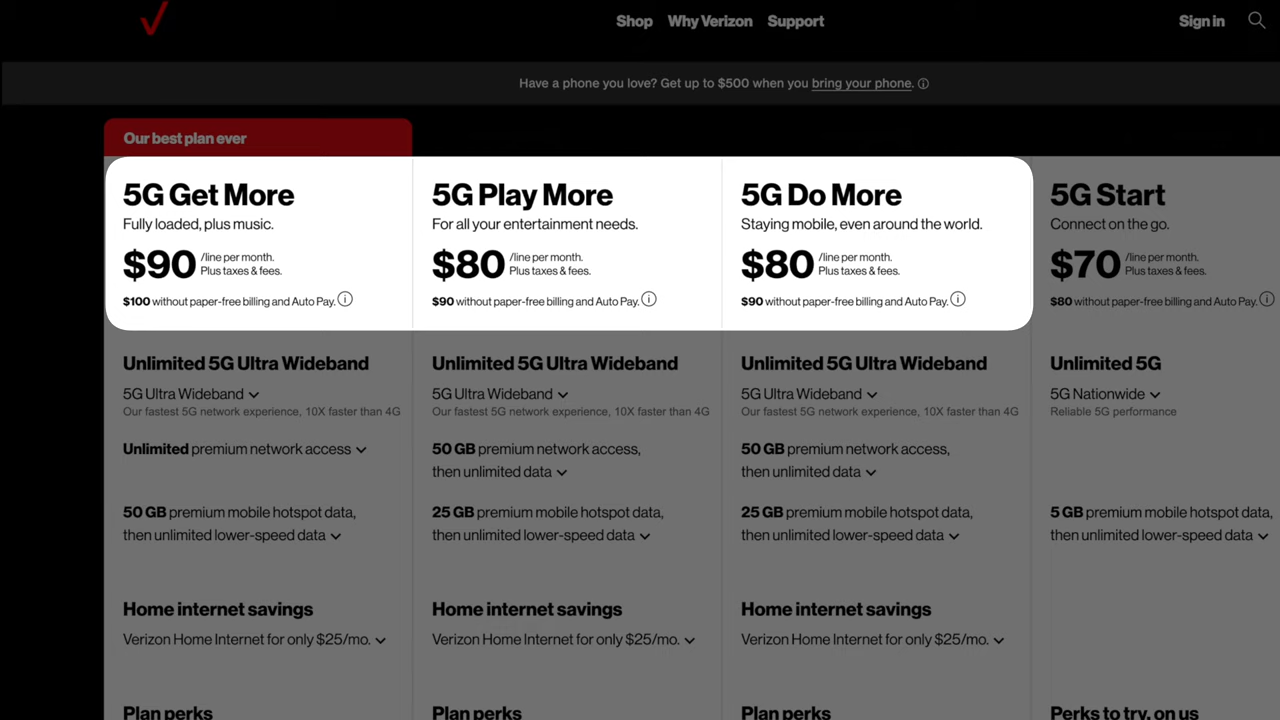 Shop Why Verizon Support Sign in
Have a phone you love? Get up to $500 when you bring your phone.
Our best plan ever
5G Get More
Fully loaded, plus music.
$90 /line per month.
Plus taxes & fees.
$100 without paper-free billing and Auto Pay.
5G Play More
For all your entertainment needs.
$80 /line per month.
Plus taxes & fees.
$90 without paper-free billing and Auto Pay.
5G Do More
Staying mobile, even around the world.
$80 /line per month.
Plus taxes & fees.
$90 without paper-free billing and Auto Pay.
5G Start
Connect on the go.
$70 /line per month.
Plus taxes & fees.
$80 without paper-free billing and Auto Pay.
Unlimited 5G Ultra Wideband
5G Ultra Wideband
Our fastest 5G network experience, 10X faster than 4G
Unlimited premium network access
50 GB premium mobile hotspot data,
then unlimited lower-speed data
Home internet savings
Verizon Home Internet for only $25/mo.
Plan perks
Unlimited 5G Ultra Wideband
5G Ultra Wideband
Our fastest 5G network experience, 10X faster than 4G
50 GB premium network access,
then unlimited data
25 GB premium mobile hotspot data,
then unlimited lower-speed data
Home internet savings
Verizon Home Internet for only $25/mo.
Plan perks
Unlimited 5G Ultra Wideband
5G Ultra Wideband
Our fastest 5G network experience, 10X faster than 4G
50 GB premium network access,
then unlimited data
25 GB premium mobile hotspot data,
then unlimited lower-speed data
Home internet savings
Verizon Home Internet for only $25/mo.
Plan perks
Unlimited 5G
5G Nationwide
Reliable 5G performance
5 GB premium mobile hotspot data,
then unlimited lower-speed data
Perks to try, on us